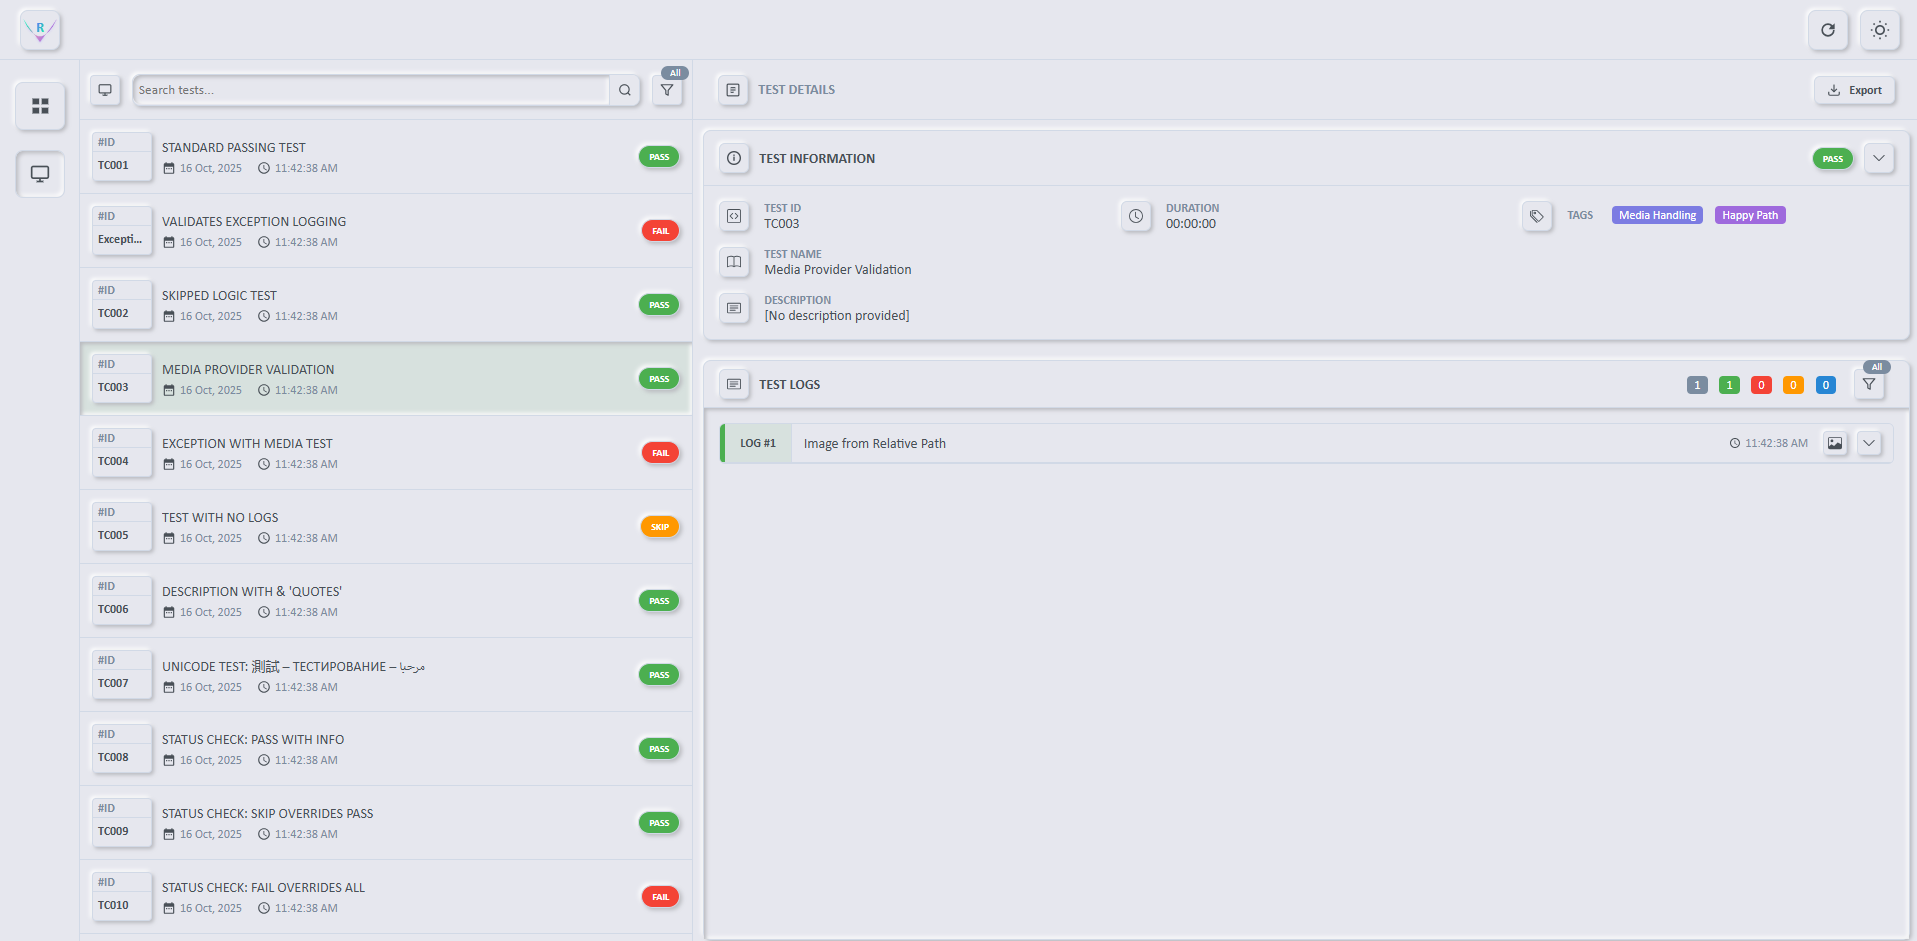 R
All
Search tests...
#ID
TC001
STANDARD PASSING TEST
16 Oct, 2025 11:42:38 AM
PASS
#ID
Excepti...
VALIDATES EXCEPTION LOGGING
16 Oct, 2025 11:42:38 AM
FAIL
#ID
TC002
SKIPPED LOGIC TEST
16 Oct, 2025 11:42:38 AM
PASS
#ID
TC003
MEDIA PROVIDER VALIDATION
16 Oct, 2025 11:42:38 AM
PASS
#ID
TC004
EXCEPTION WITH MEDIA TEST
16 Oct, 2025 11:42:38 AM
FAIL
#ID
TC005
TEST WITH NO LOGS
16 Oct, 2025 11:42:38 AM
SKIP
#ID
TC006
DESCRIPTION WITH & 'QUOTES'
16 Oct, 2025 11:42:38 AM
PASS
#ID
TC007
UNICODE TEST: 測試 – ТЕСТИРОВАНИЕ – مرحبا
16 Oct, 2025 11:42:38 AM
PASS
#ID
TC008
STATUS CHECK: PASS WITH INFO
16 Oct, 2025 11:42:38 AM
PASS
#ID
TC009
STATUS CHECK: SKIP OVERRIDES PASS
16 Oct, 2025 11:42:38 AM
PASS
#ID
TC010
STATUS CHECK: FAIL OVERRIDES ALL
16 Oct, 2025 11:42:38 AM
FAIL
TEST DETAILS
Export
TEST INFORMATION
PASS
TEST ID
TC003
DURATION
00:00:00
TAGS Media Handling Happy Path
TEST NAME
Media Provider Validation
DESCRIPTION
[No description provided]
TEST LOGS
1 1 0 0 0
All
LOG #1 Image from Relative Path 11:42:38 AM